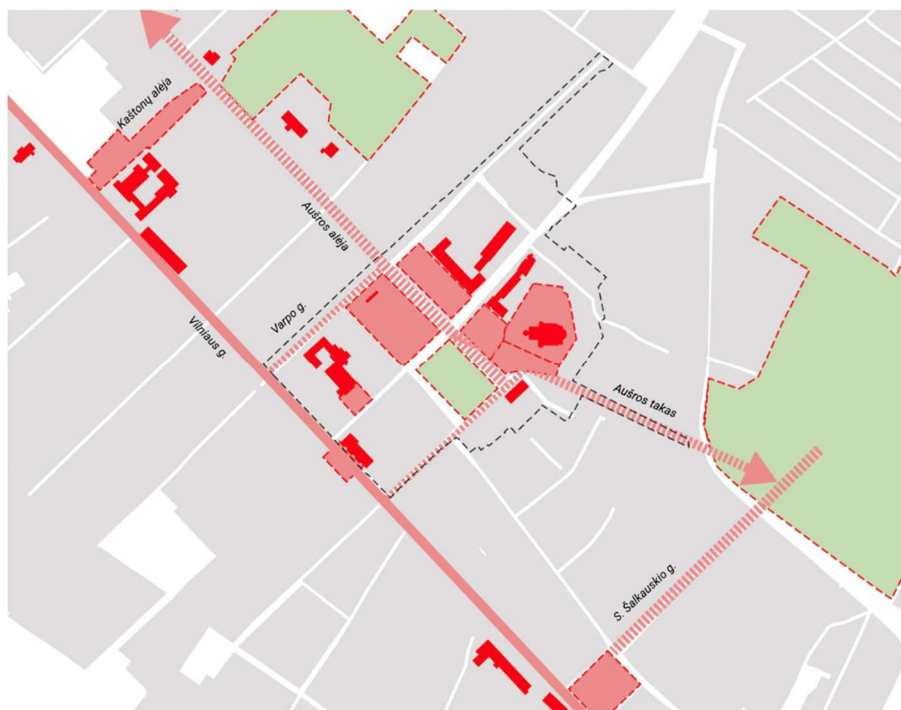 Kaštonų alėja
Aušros alėja
Varpo g.
Vilniaus g.
Aušros takas
S. Šalkauskio g.